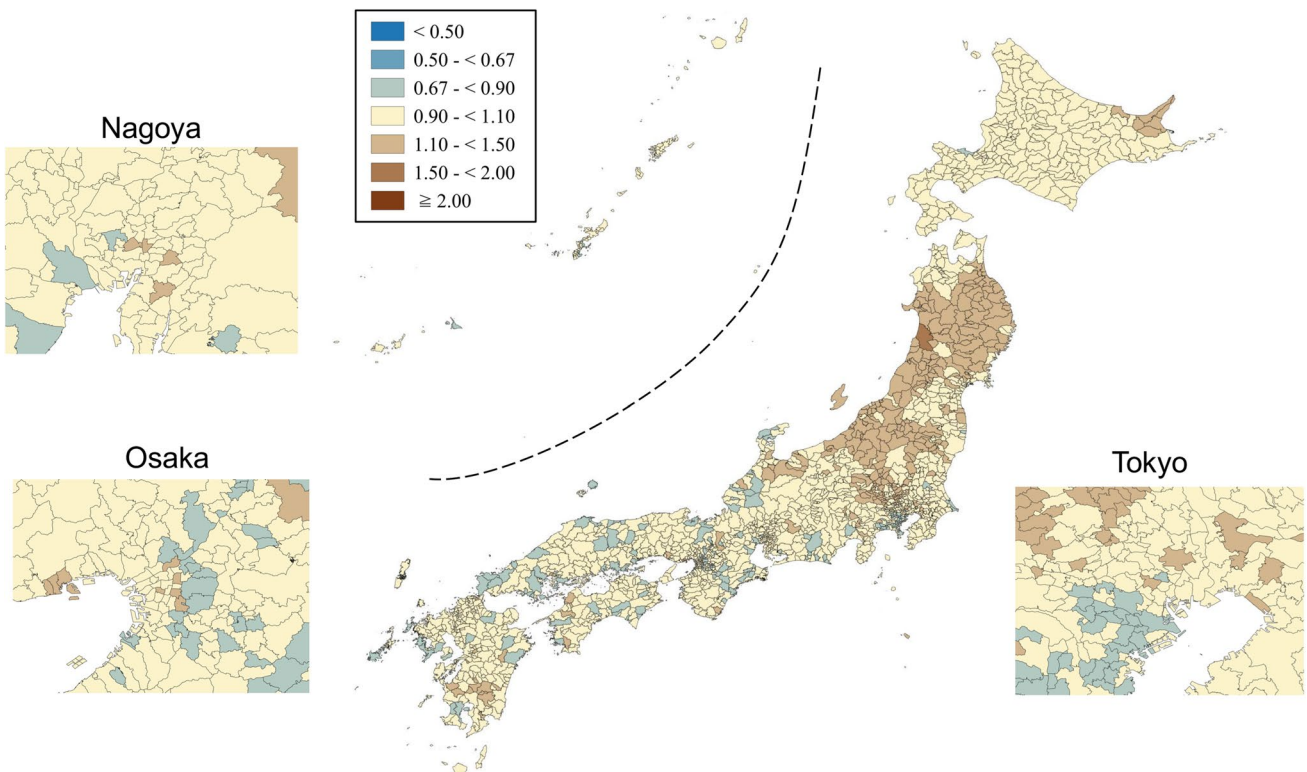 < 0.50
0.50 - < 0.67
0.67 - < 0.90
0.90 - < 1.10
1.10 - < 1.50
1.50 - < 2.00
≧ 2.00
Nagoya
Osaka
Tokyo